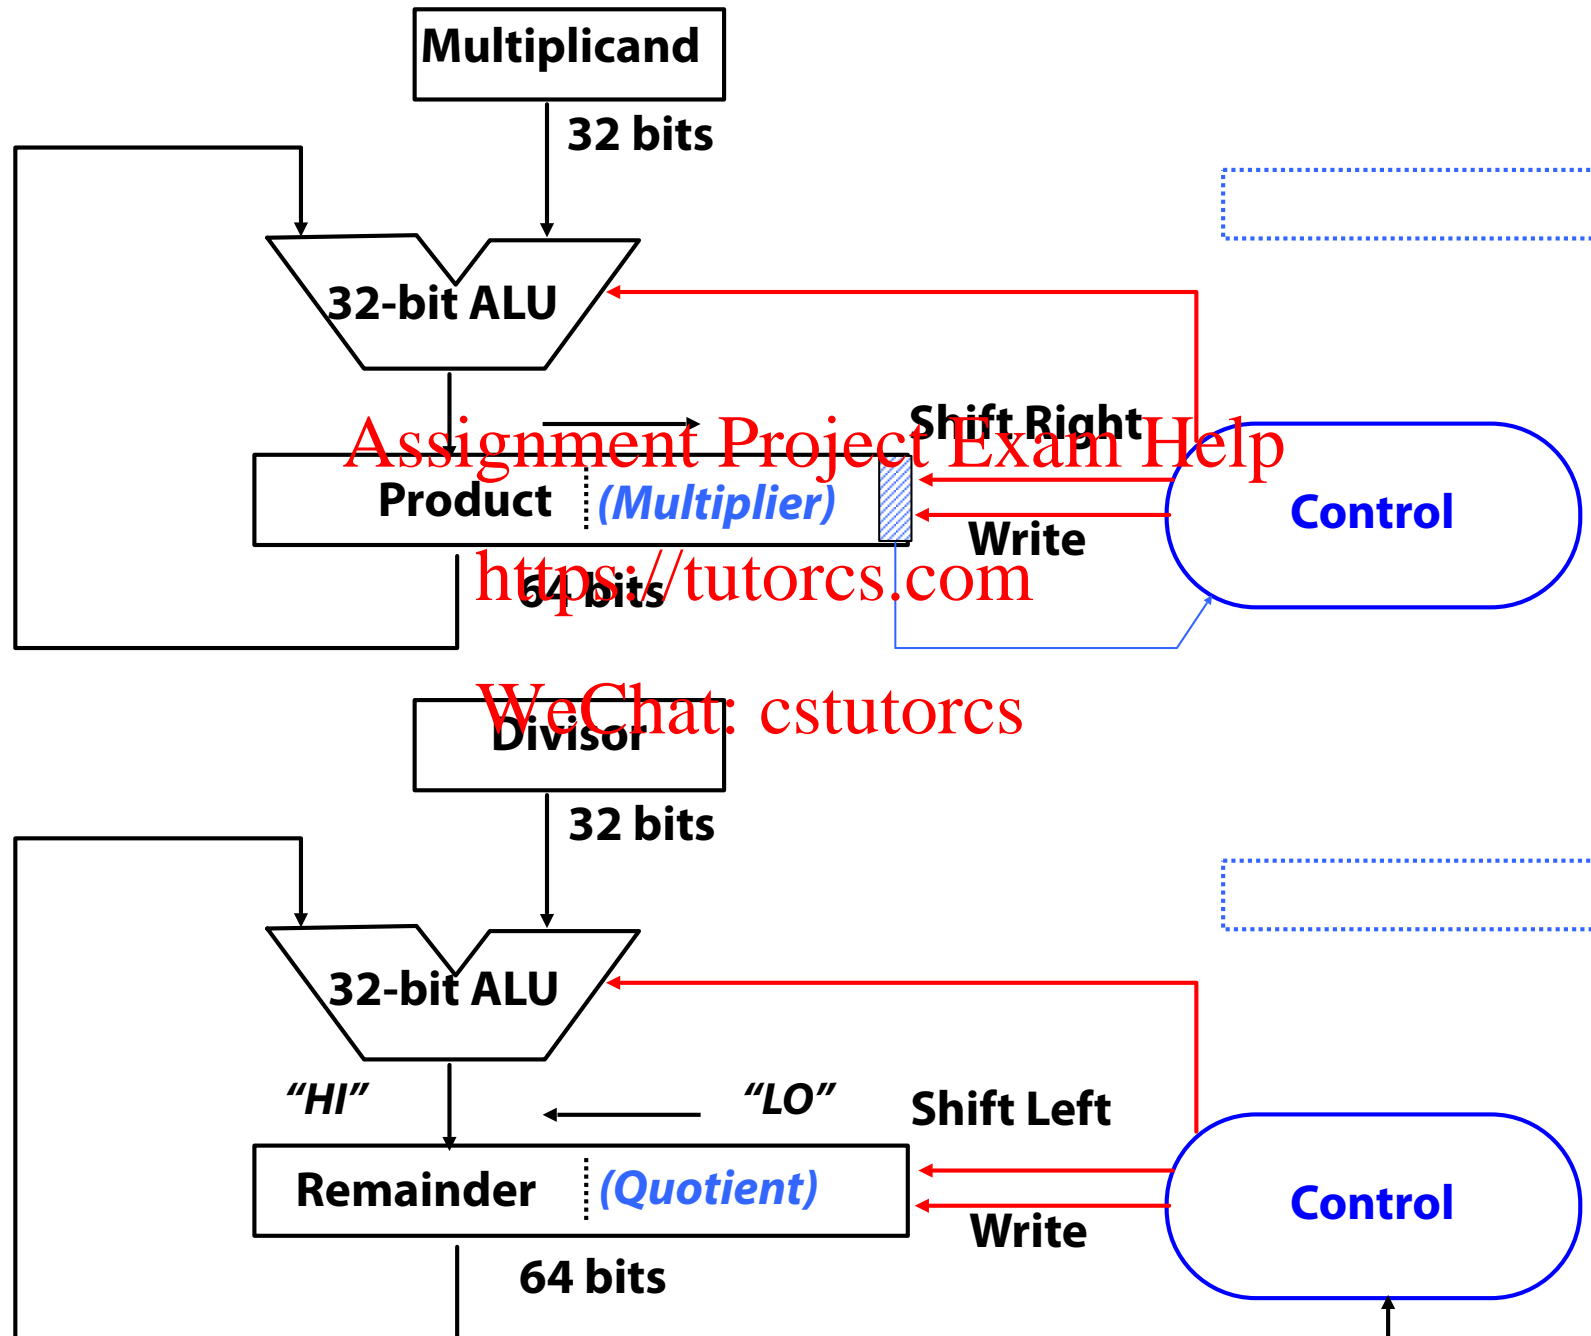 Multiplicand
32 bits
32-bit ALU
Shift Right
Assignment Project Exam Help
Product (Multiplier)
Control
Write
https://tutorcs.com
64 bits
WeChat: cstutorcs
Divisor
32 bits
32-bit ALU
“HI” “LO”
Shift Left
Remainder (Quotient)
Control
Write
64 bits